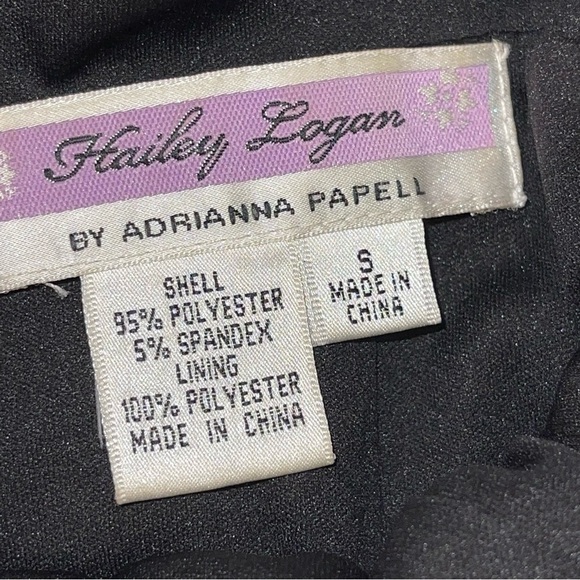 Hailey Logan
BY ADRIANNA PAPELL
SHELL
95% POLYESTER
5% SPANDEX
LINING
100% POLYESTER
MADE IN CHINA
S
MADE IN
CHINA